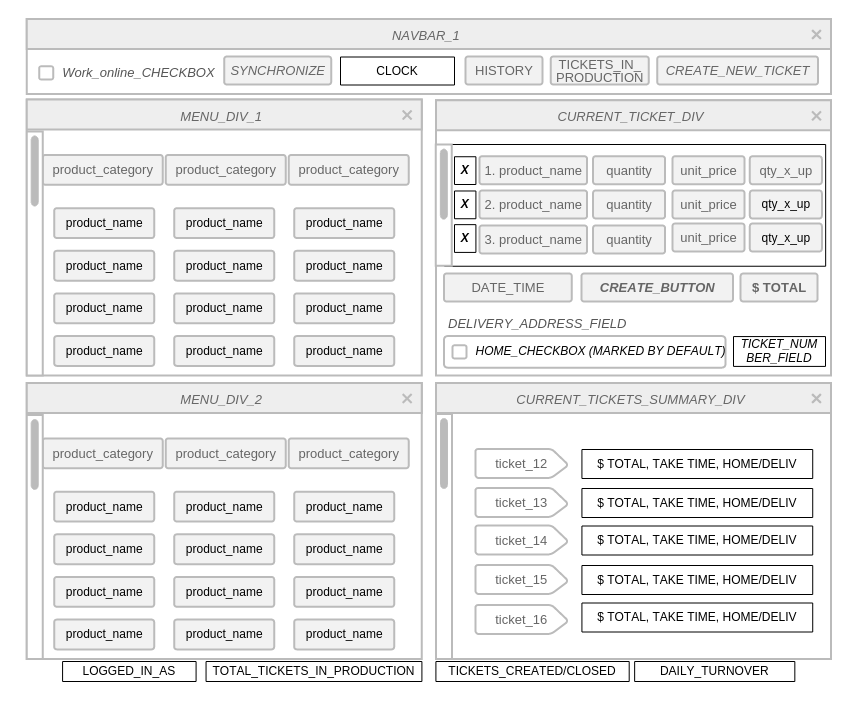 NAVBAR_1 ×
Work_online_CHECKBOX SYNCHRONIZE CLOCK HISTORY TICKETS_IN_ CREATE_NEW_TICKET
PRODUCTION
MENU_DIV_1 ×
product_category product_category product_category
product_name product_name product_name
product_name product_name product_name
product_name product_name product_name
product_name product_name product_name
CURRENT_TICKET_DIV ×
X 1. product_name quantity unit_price qty_x_up
X 2. product_name quantity unit_price qty_x_up
X 3. product_name quantity unit_price qty_x_up
DATE_TIME CREATE_BUTTON $ TOTAL
DELIVERY_ADDRESS_FIELD
HOME_CHECKBOX (MARKED BY DEFAULT) TICKET_NUM
BER_FIELD
MENU_DIV_2 ×
product_category product_category product_category
product_name product_name product_name
product_name product_name product_name
product_name product_name product_name
product_name product_name product_name
CURRENT_TICKETS_SUMMARY_DIV ×
ticket_12 $ TOTAL, TAKE TIME, HOME/DELIV
ticket_13 $ TOTAL, TAKE TIME, HOME/DELIV
ticket_14 $ TOTAL, TAKE TIME, HOME/DELIV
ticket_15 $ TOTAL, TAKE TIME, HOME/DELIV
ticket_16 $ TOTAL, TAKE TIME, HOME/DELIV
LOGGED_IN_AS TOTAL_TICKETS_IN_PRODUCTION TICKETS_CREATED/CLOSED DAILY_TURNOVER